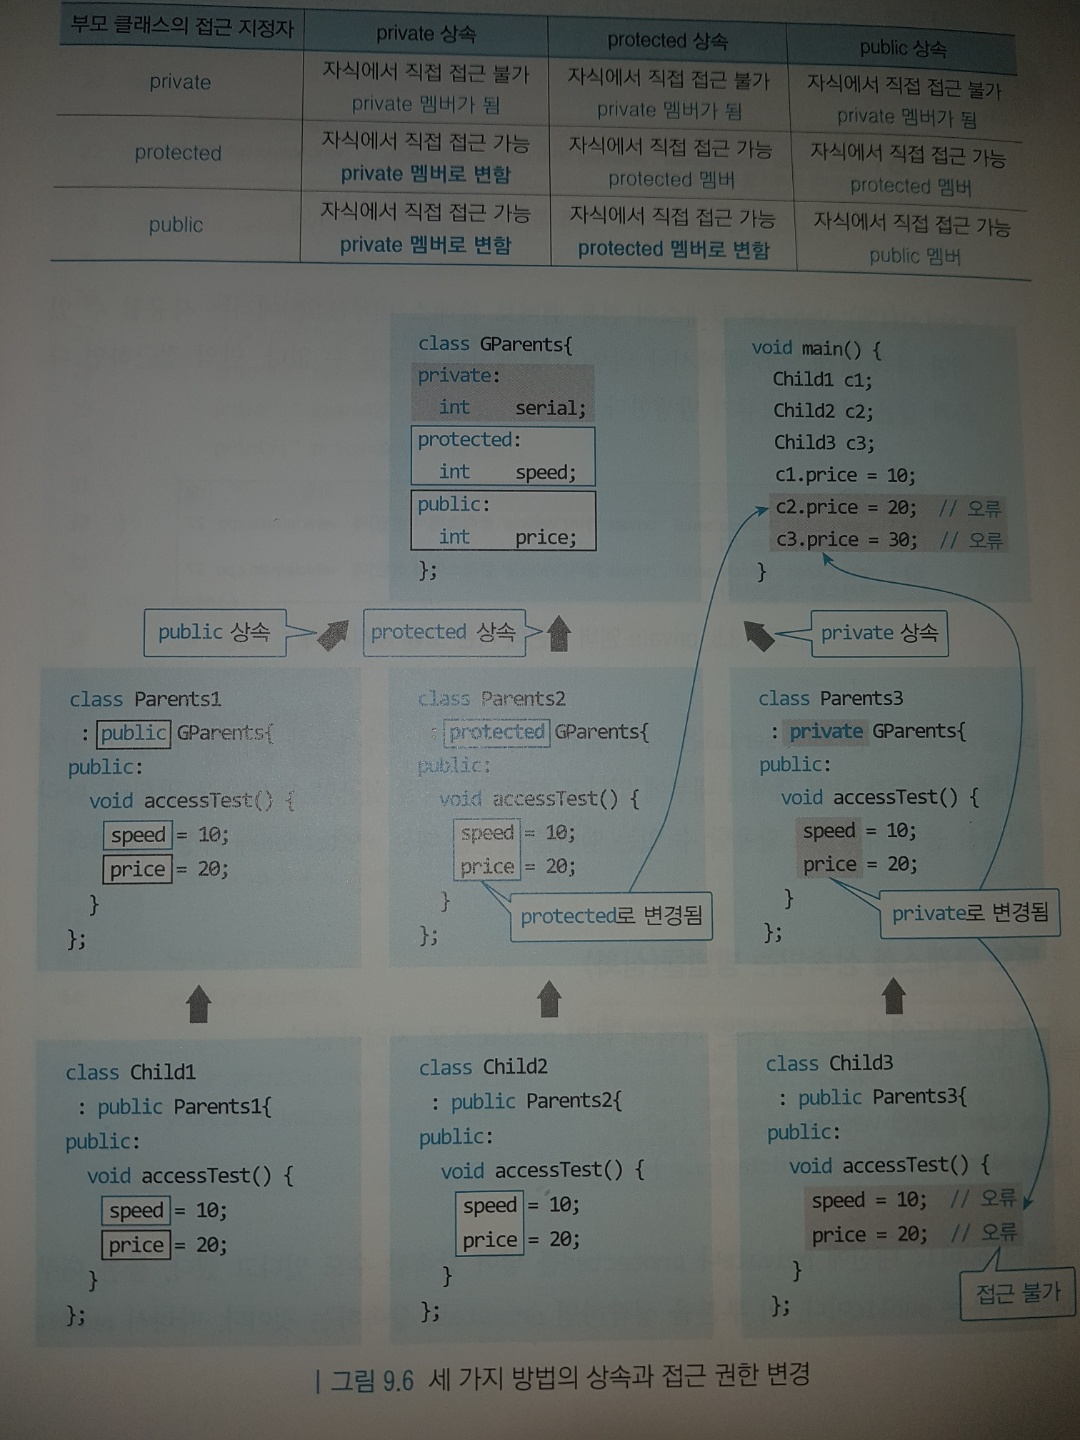 부모 클래스의 접근 지정자 private 상속 protected 상속 public 상속
private 자식에서 직접 접근 불가 자식에서 직접 접근 불가 자식에서 직접 접근 불가
private 멤버가 됨 private 멤버가 됨 private 멤버가 됨
protected 자식에서 직접 접근 가능 자식에서 직접 접근 가능 자식에서 직접 접근 가능
private 멤버로 변함 protected 멤버 protected 멤버
public 자식에서 직접 접근 가능 자식에서 직접 접근 가능 자식에서 직접 접근 가능
private 멤버로 변함 protected 멤버로 변함 public 멤버
class GParents{
private:
int serial;
protected:
int speed;
public:
int price;
};
void main() {
Child1 c1;
Child2 c2;
Child3 c3;
c1.price = 10;
c2.price = 20; // 오류
c3.price = 30; // 오류
}
public 상속
protected 상속
private 상속
class Parents1
: public GParents{
public:
void accessTest() {
speed = 10;
price = 20;
}
};
class Parents2
: protected GParents{
public:
void accessTest() {
speed = 10;
price = 20;
}
};
protected로 변경됨
class Parents3
: private GParents{
public:
void accessTest() {
speed = 10;
price = 20;
}
};
private로 변경됨
class Child1
: public Parents1{
public:
void accessTest() {
speed = 10;
price = 20;
}
};
class Child2
: public Parents2{
public:
void accessTest() {
speed = 10;
price = 20;
}
};
class Child3
: public Parents3{
public:
void accessTest() {
speed = 10; // 오류
price = 20; // 오류
}
};
접근 불가
| 그림 9.6 세 가지 방법의 상속과 접근 권한 변경